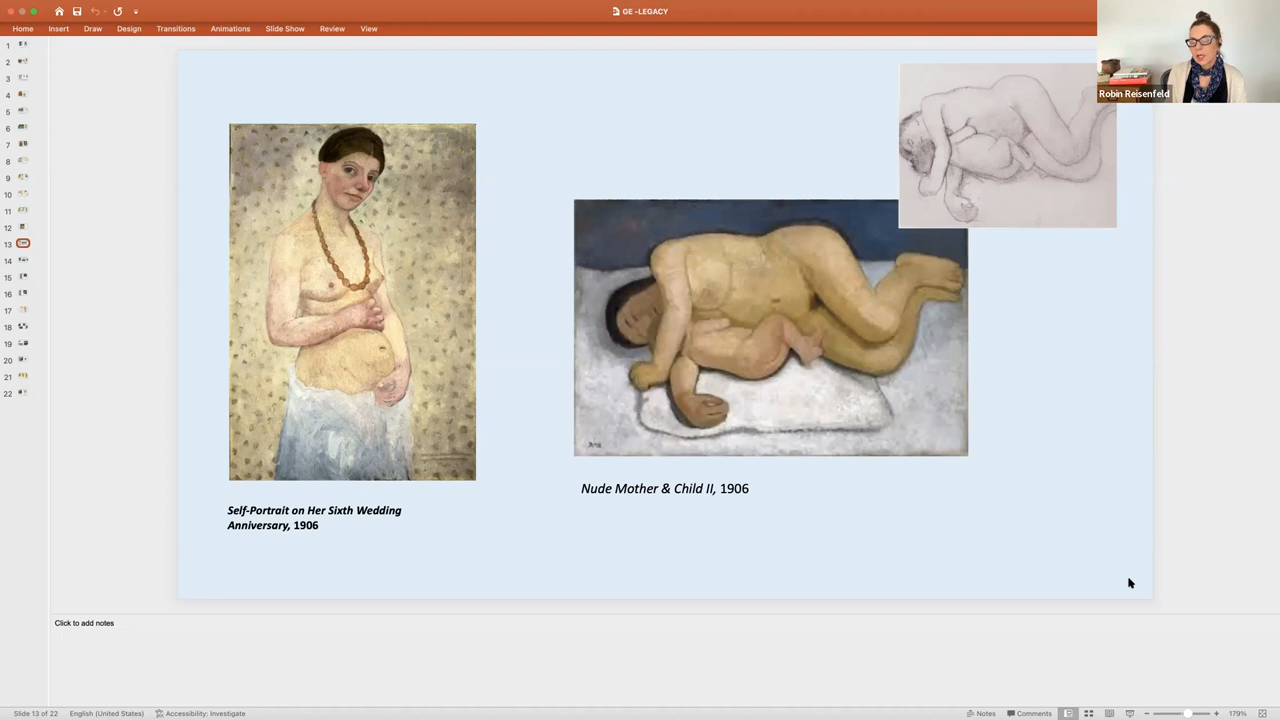 GE -LEGACY
Home Insert Draw Design Transitions Animations Slide Show Review View
Robin Reisenfeld
1
2
3
4
5
6
7
8
9
10
11
12
13
14
15
16
17
18
19
20
21
22
Nude Mother & Child II, 1906
Self-Portrait on Her Sixth Wedding
Anniversary, 1906
Click to add notes
Slide 13 of 22 English (United States) Accessibility: Investigate Notes Comments 179%